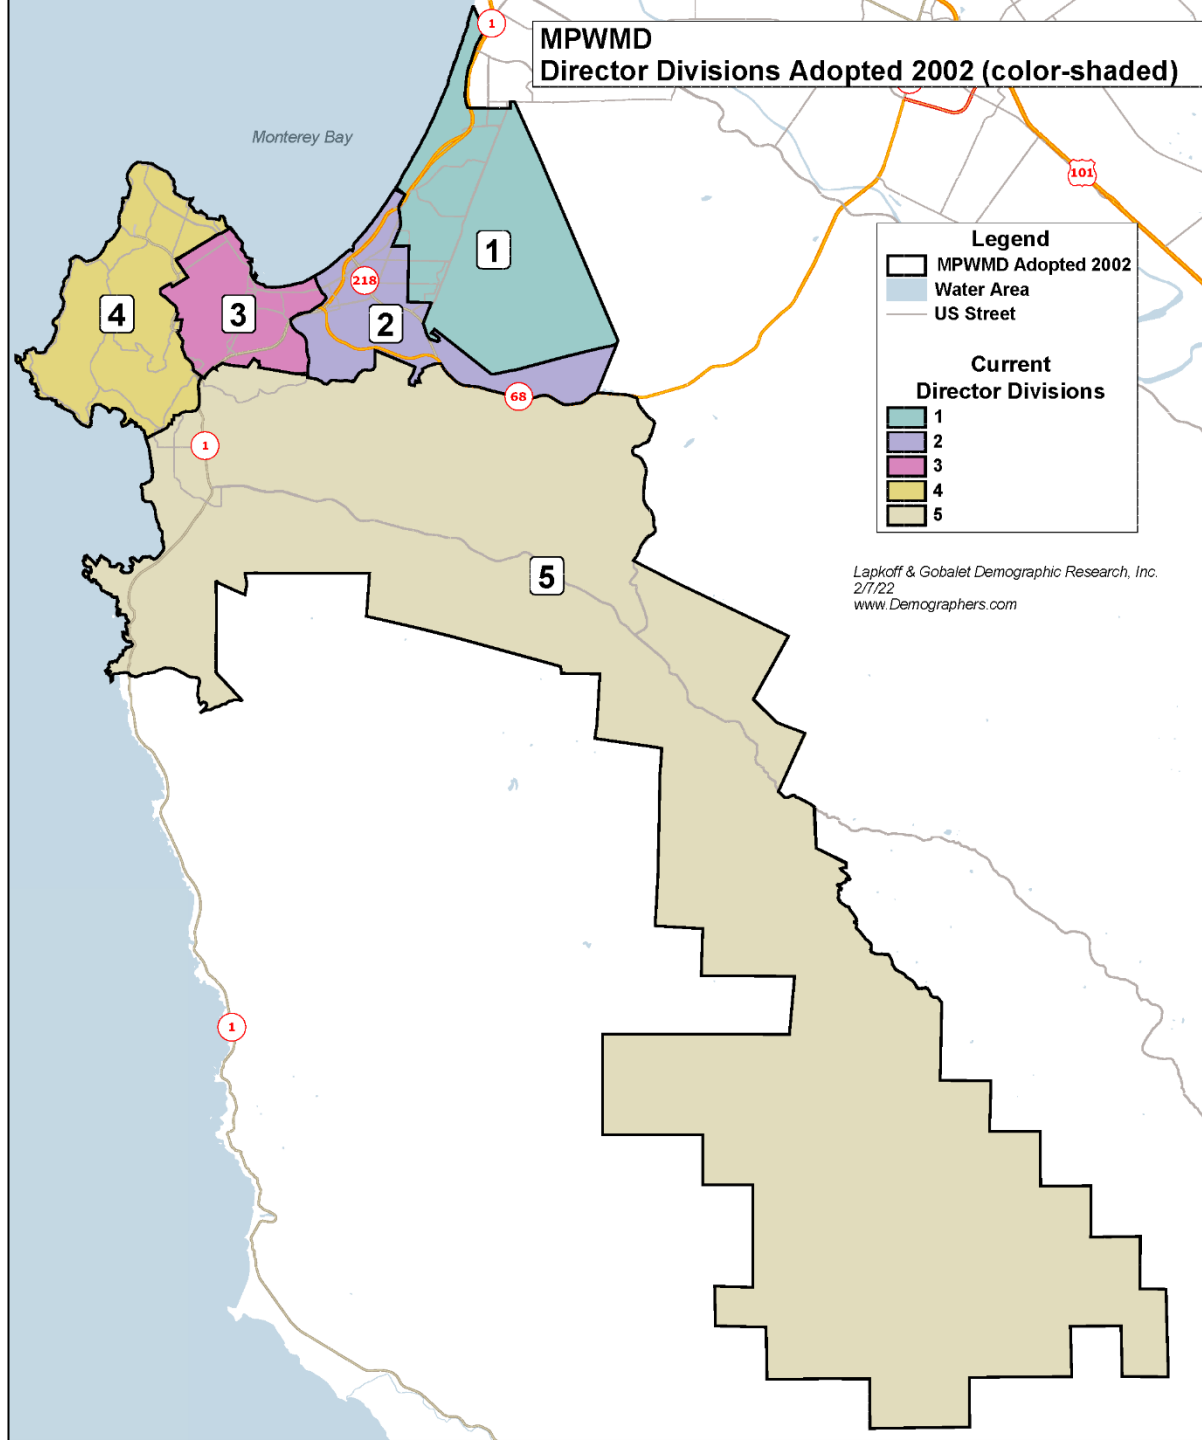 1
MPWMD
Director Divisions Adopted 2002 (color-shaded)
Monterey Bay
101
1
Legend
MPWMD Adopted 2002
Water Area
US Street
218
4
3
2
Current
Director Divisions
1
2
3
4
5
68
1
5
Lapkoff & Gobalet Demographic Research, Inc.
2/7/22
www.Demographers.com
1